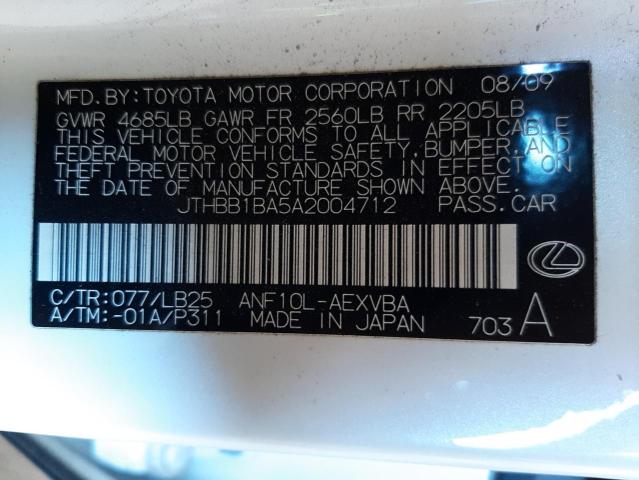 MFD. BY: TOYOTA MOTOR CORPORATION 08/09
GVWR 4685LB GAWR FR 2560LB RR 2205LB
THIS VEHICLE CONFORMS TO ALL APPLICABLE
FEDERAL MOTOR VEHICLE SAFETY, BUMPER, AND
THEFT PREVENTION STANDARDS IN EFFECT ON
THE DATE OF MANUFACTURE SHOWN ABOVE.
JTHBB1BA5A2004712 PASS.CAR
C/TR: 077/LB25 ANF10L-AEXVBA
A/TM: -01A/P311 MADE IN JAPAN 703 A